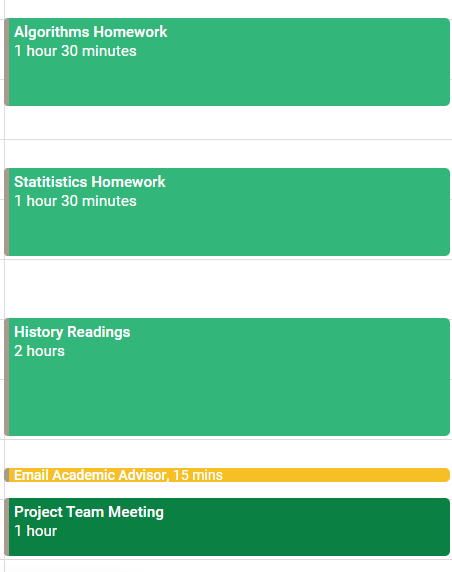 Algorithms Homework
1 hour 30 minutes
Statitistics Homework
1 hour 30 minutes
History Readings
2 hours
Email Academic Advisor, 15 mins
Project Team Meeting
1 hour